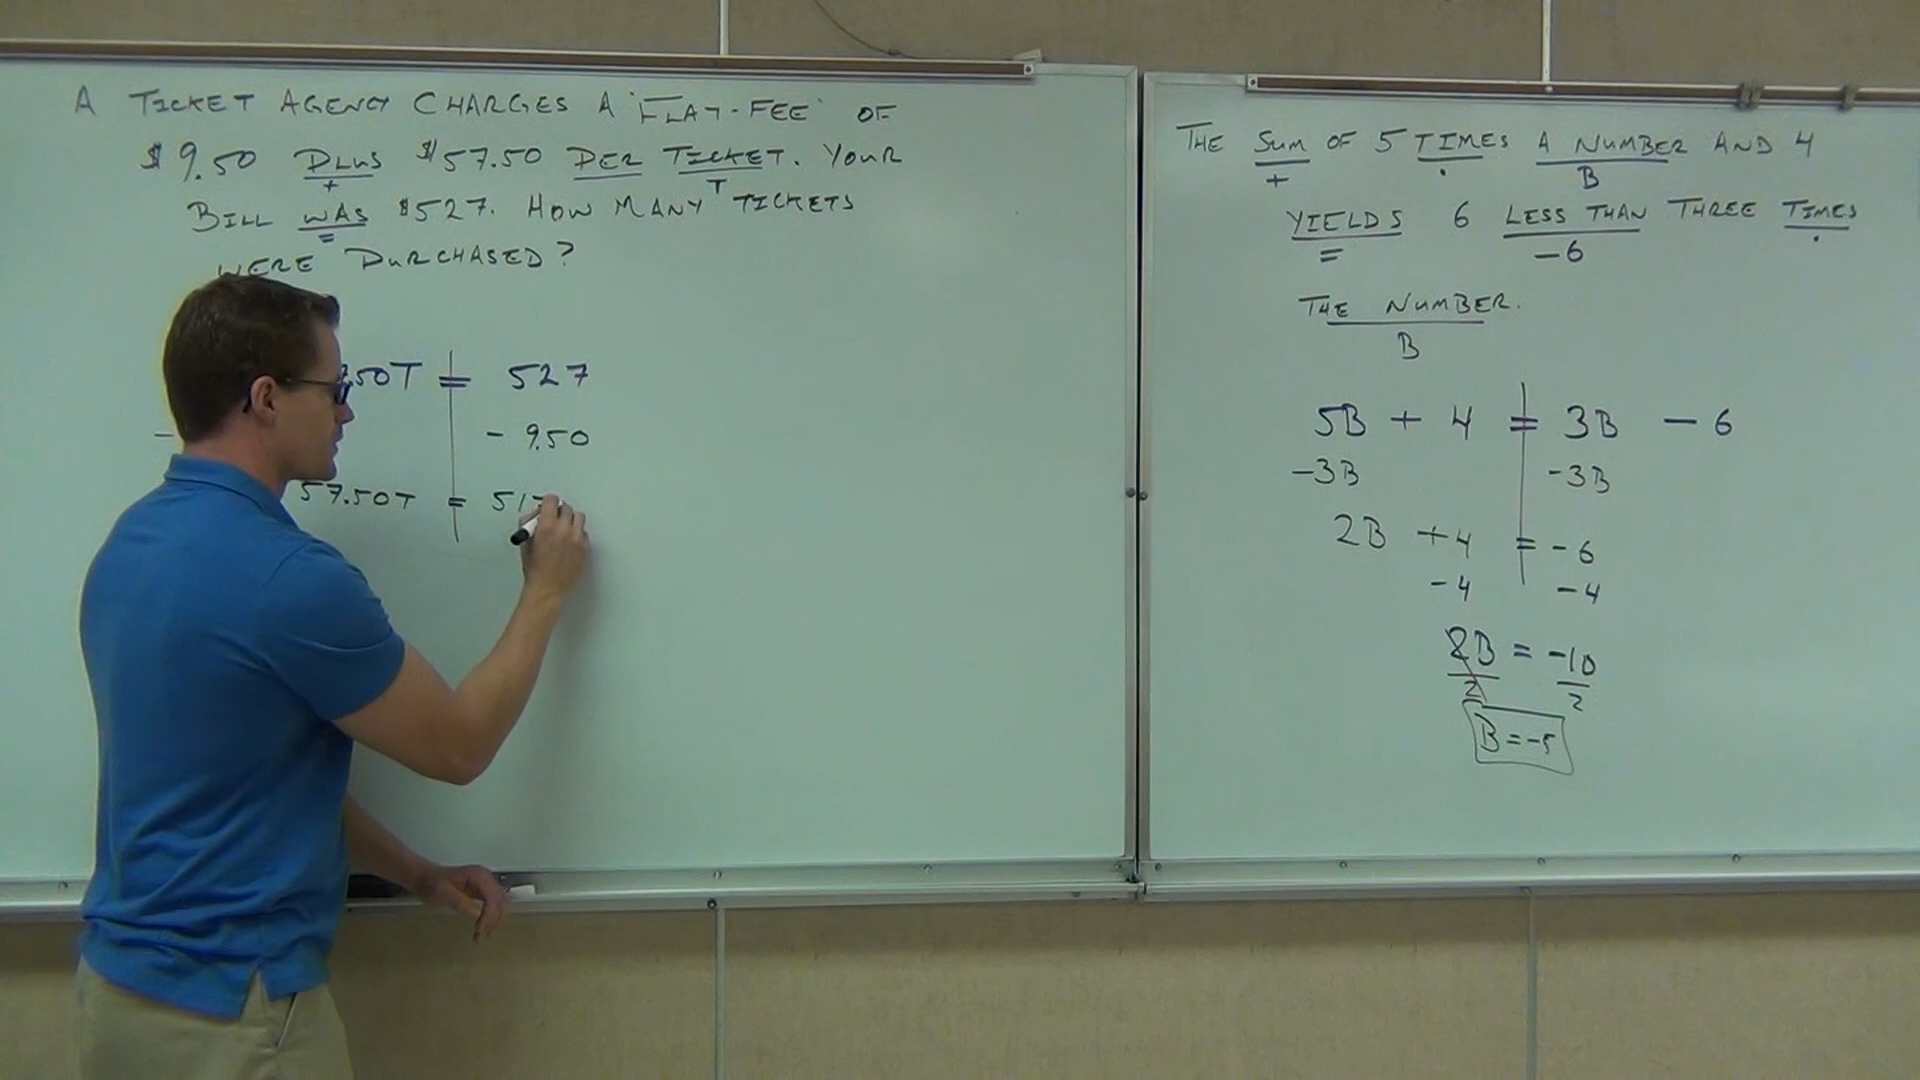 A TICKET AGENCY CHARGES A "FLAT-FEE" OF
$9.50 PLUS $57.50 PER TICKET. YOUR
+ T
BILL WAS $527. HOW MANY TICKETS
=
WERE PURCHASED?
50T = 527
- - 9.50
57.50T = 517
THE SUM OF 5 TIMES A NUMBER AND 4
+ · B
YIELDS 6 LESS THAN THREE TIMES
= -6 ·
THE NUMBER.
B
5B + 4 = 3B - 6
-3B -3B
2B +4 = -6
-4 -4
2B = -10
2 2
B = -5